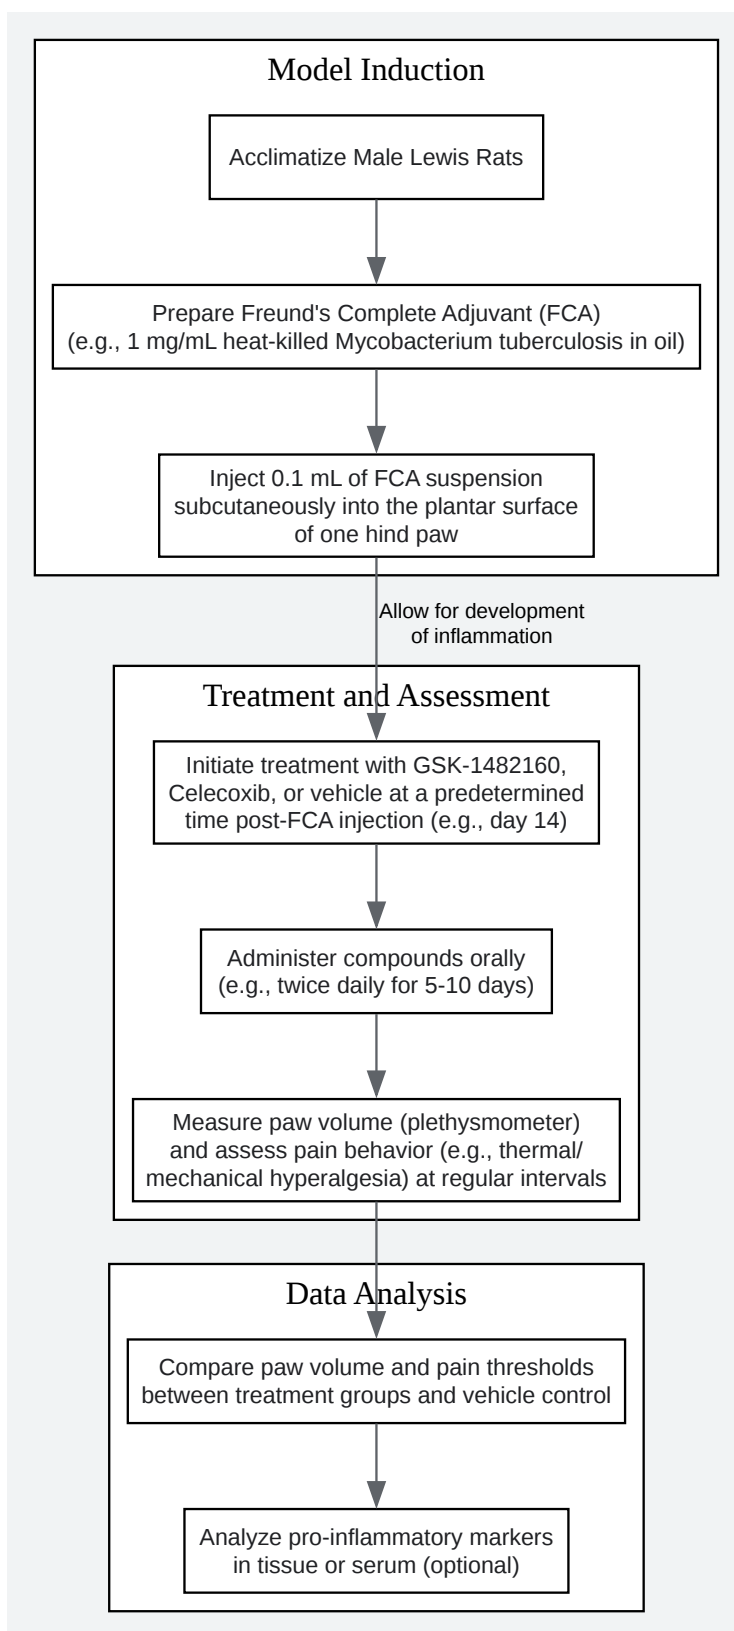 Model Induction
Acclimatize Male Lewis Rats
Prepare Freund's Complete Adjuvant (FCA)
(e.g., 1 mg/mL heat-killed Mycobacterium tuberculosis in oil)
Inject 0.1 mL of FCA suspension
subcutaneously into the plantar surface
of one hind paw
Allow for development
of inflammation
Treatment and Assessment
Initiate treatment with GSK-1482160,
Celecoxib, or vehicle at a predetermined
time post-FCA injection (e.g., day 14)
Administer compounds orally
(e.g., twice daily for 5-10 days)
Measure paw volume (plethysmometer)
and assess pain behavior (e.g., thermal/
mechanical hyperalgesia) at regular intervals
Data Analysis
Compare paw volume and pain thresholds
between treatment groups and vehicle control
Analyze pro-inflammatory markers
in tissue or serum (optional)